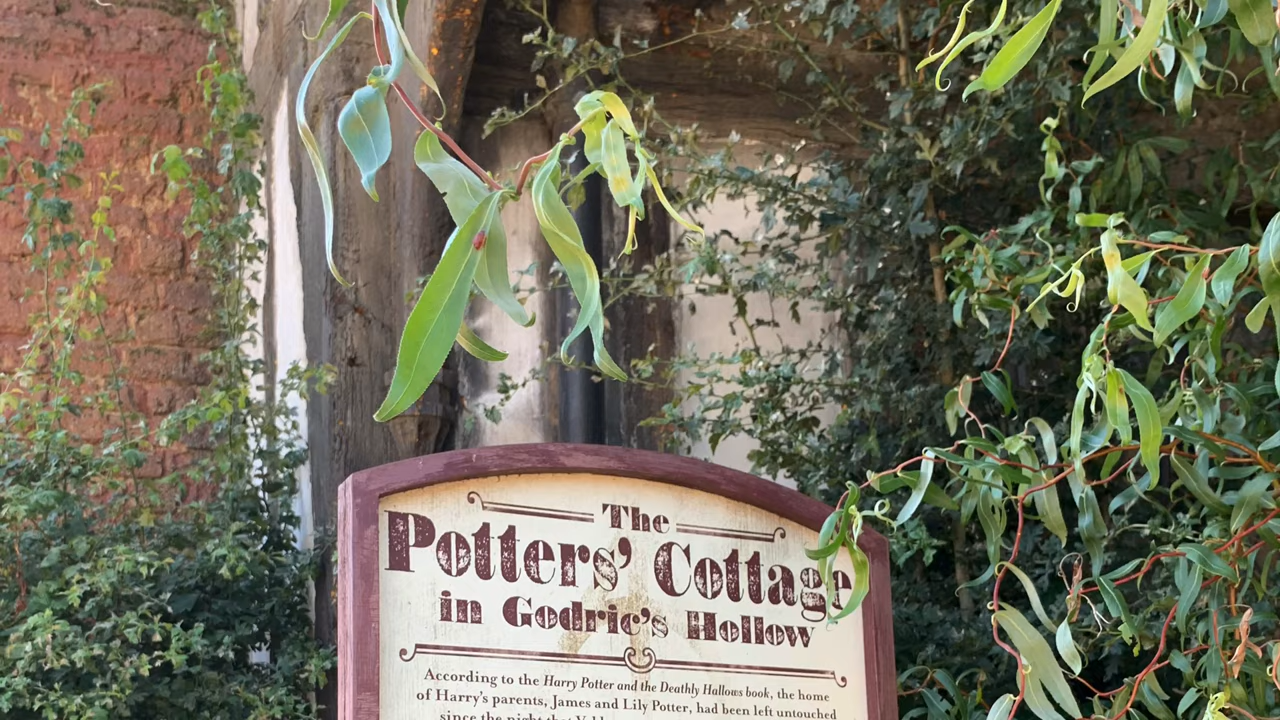 The
Potters' Cottage
in Godric's Hollow
According to the Harry Potter and the Deathly Hallows book, the home
of Harry's parents, James and Lily Potter, had been left untouched
since the night that